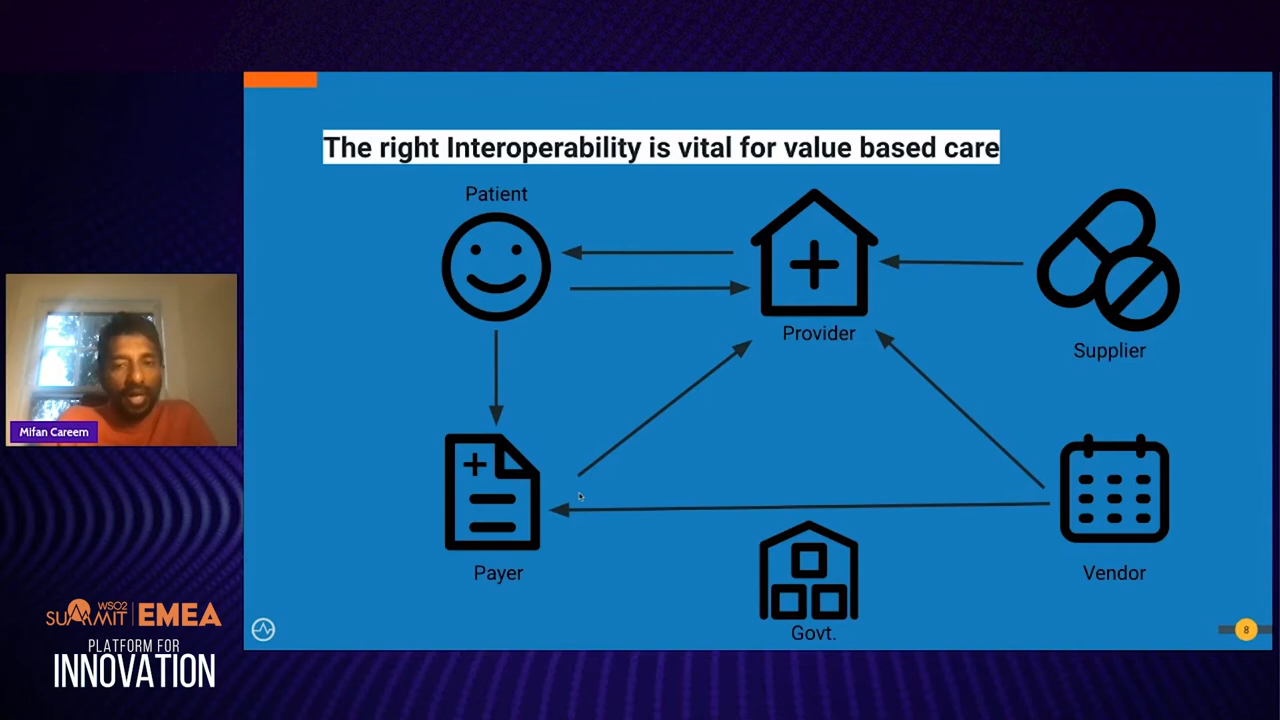 The right Interoperability is vital for value based care
Patient
Provider
Supplier
Payer
Govt.
Vendor
8
Mifan Careem
WSO2
SUMMIT EMEA
PLATFORM FOR
INNOVATION